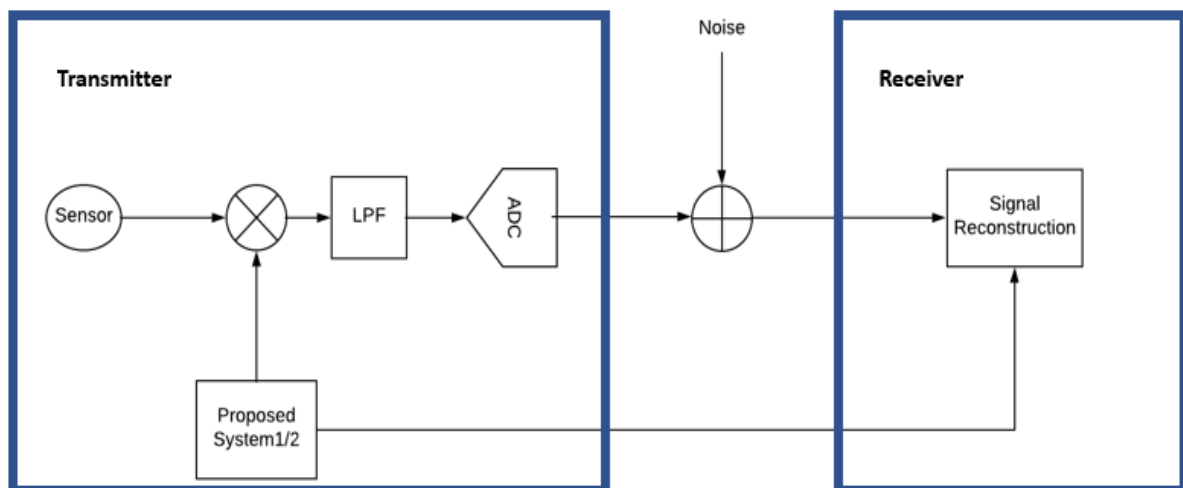 Noise
Transmitter
Receiver
Sensor
LPF
ADC
Signal
Reconstruction
Proposed
System1/2